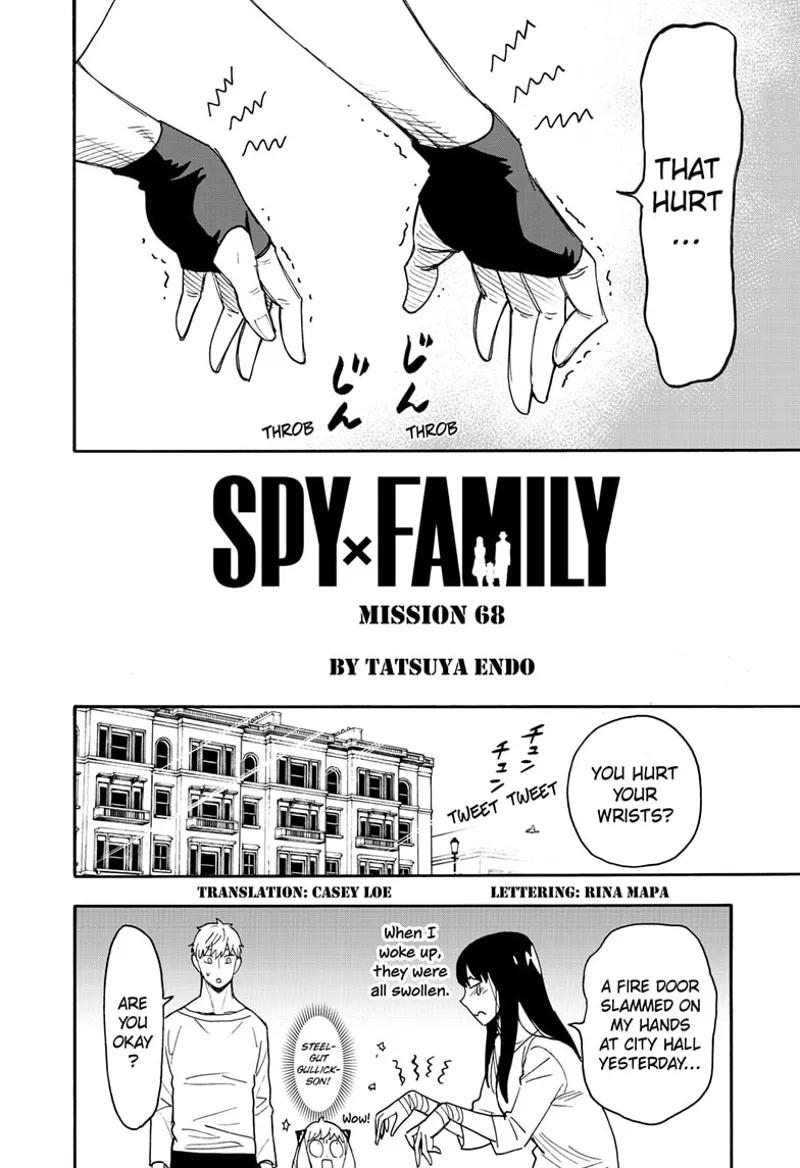 THAT
HURT
...
じん
じん
THROB
THROB
SPY×FAMILY
MISSION 68
BY TATSUYA ENDO
チュン
チュン
TWEET TWEET
YOU HURT
YOUR
WRISTS?
TRANSLATION: CASEY LOE
LETTERING: RINA MAPA
A FIRE DOOR
SLAMMED ON
MY HANDS
AT CITY HALL
YESTERDAY...
When I
woke up,
they were
all swollen.
STEEL-
GUT
GULLICK-
SON!
Wow!
ARE
YOU
OKAY
?